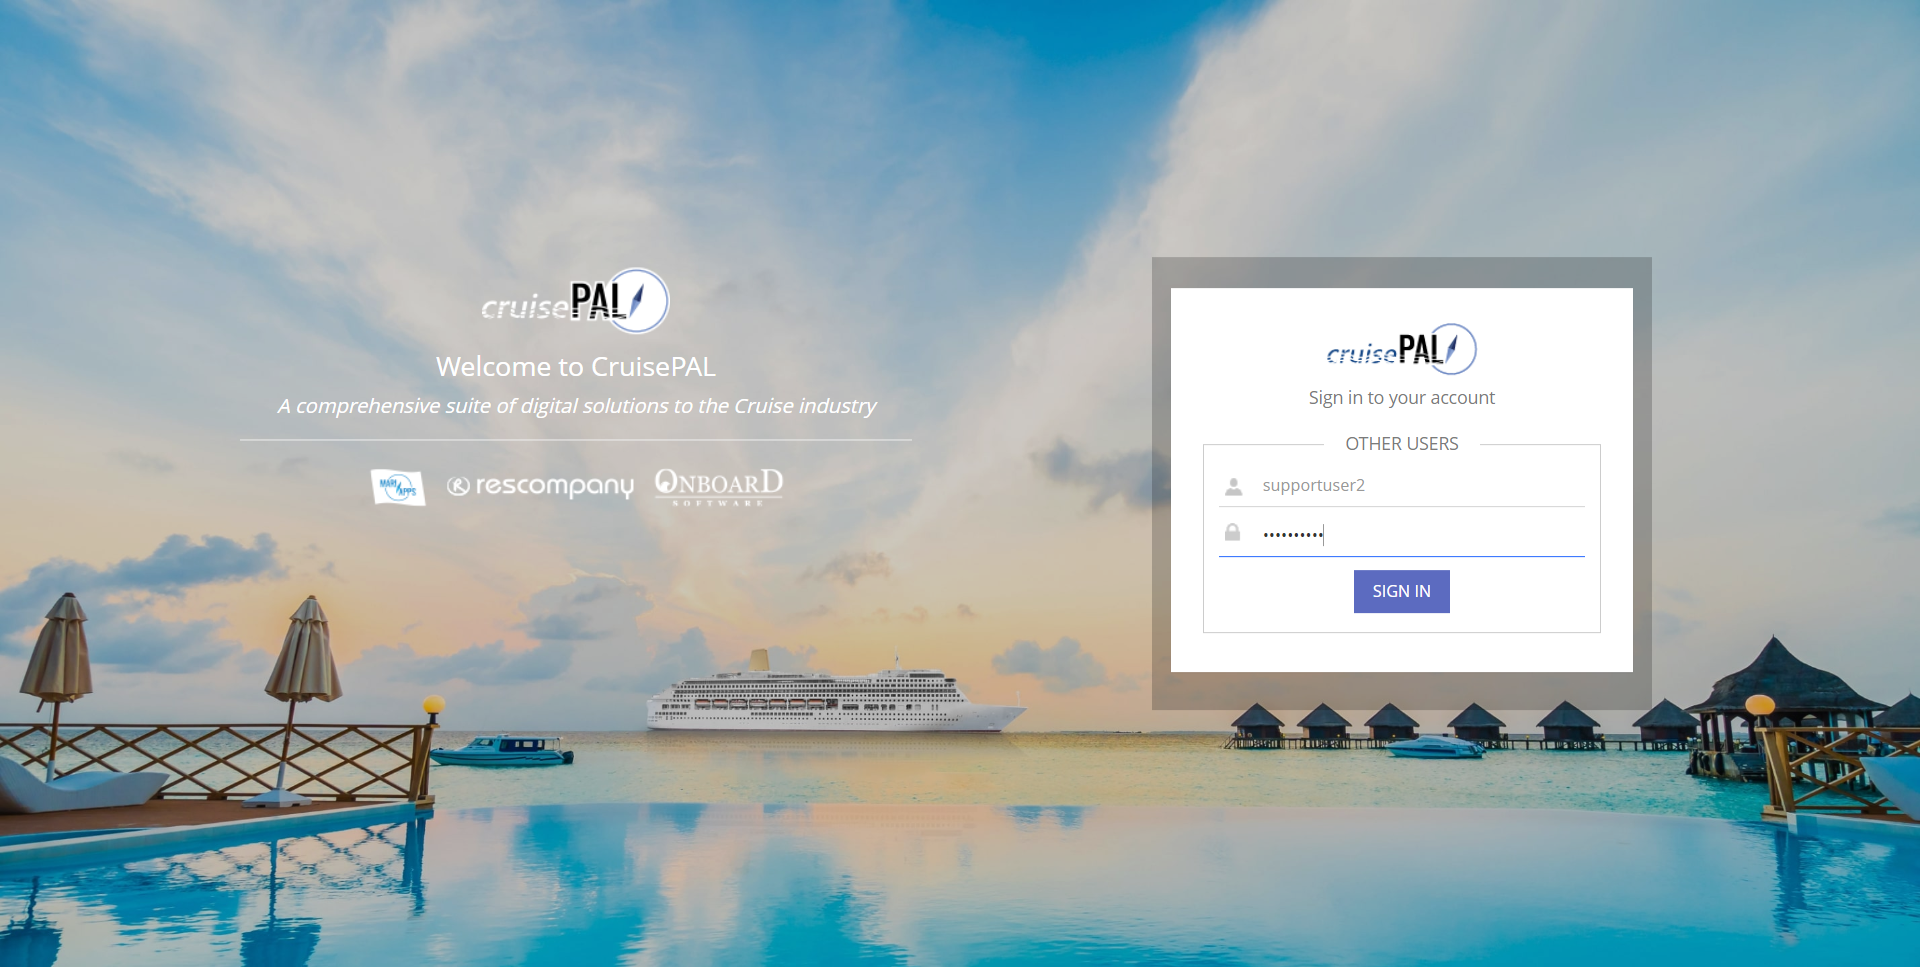 cruisePAL
Welcome to CruisePAL
A comprehensive suite of digital solutions to the Cruise industry
MARI APPS
rescompany
ONBOARD
SOFTWARE
cruisePAL
Sign in to your account
OTHER USERS
supportuser2
••••••••••
SIGN IN